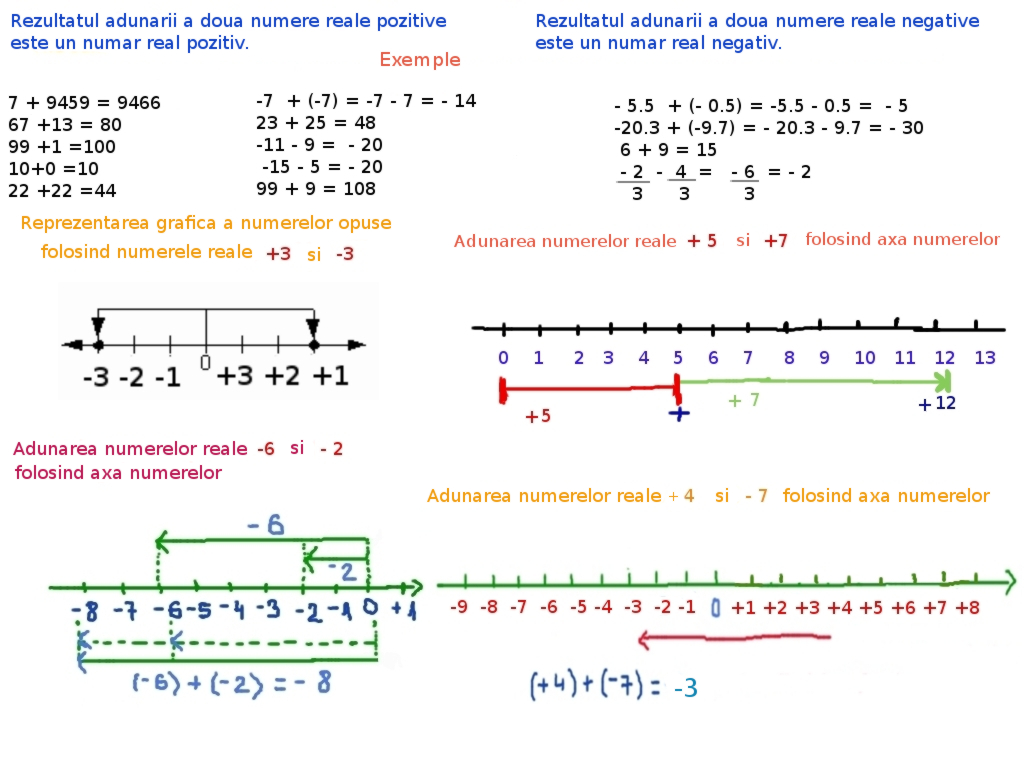 Rezultatul adunarii a doua numere reale pozitive
este un numar real pozitiv.
Rezultatul adunarii a doua numere reale negative
este un numar real negativ.
Exemple
7 + 9459 = 9466
67 +13 = 80
99 +1 =100
10+0 =10
22 +22 =44
-7 + (-7) = -7 - 7 = - 14
23 + 25 = 48
-11 - 9 = - 20
-15 - 5 = - 20
99 + 9 = 108
- 5.5 + (- 0.5) = -5.5 - 0.5 = - 5
-20.3 + (-9.7) = - 20.3 - 9.7 = - 30
6 + 9 = 15
- 2 - 4 = - 6 = - 2
3 3 3
Reprezentarea grafica a numerelor opuse
folosind numerele reale +3 si -3
-3 -2 -1 0 +3 +2 +1
Adunarea numerelor reale + 5 si +7 folosind axa numerelor
0 1 2 3 4 5 6 7 8 9 10 11 12 13
+5 + + 7 +12
Adunarea numerelor reale -6 si - 2
folosind axa numerelor
- 6
-2
-8 -7 -6 -5 -4 -3 -2 -1 0 +1
(-6) + (-2) = - 8
Adunarea numerelor reale + 4 si - 7 folosind axa numerelor
-9 -8 -7 -6 -5 -4 -3 -2 -1 0 +1 +2 +3 +4 +5 +6 +7 +8
(+4) + (-7) = -3